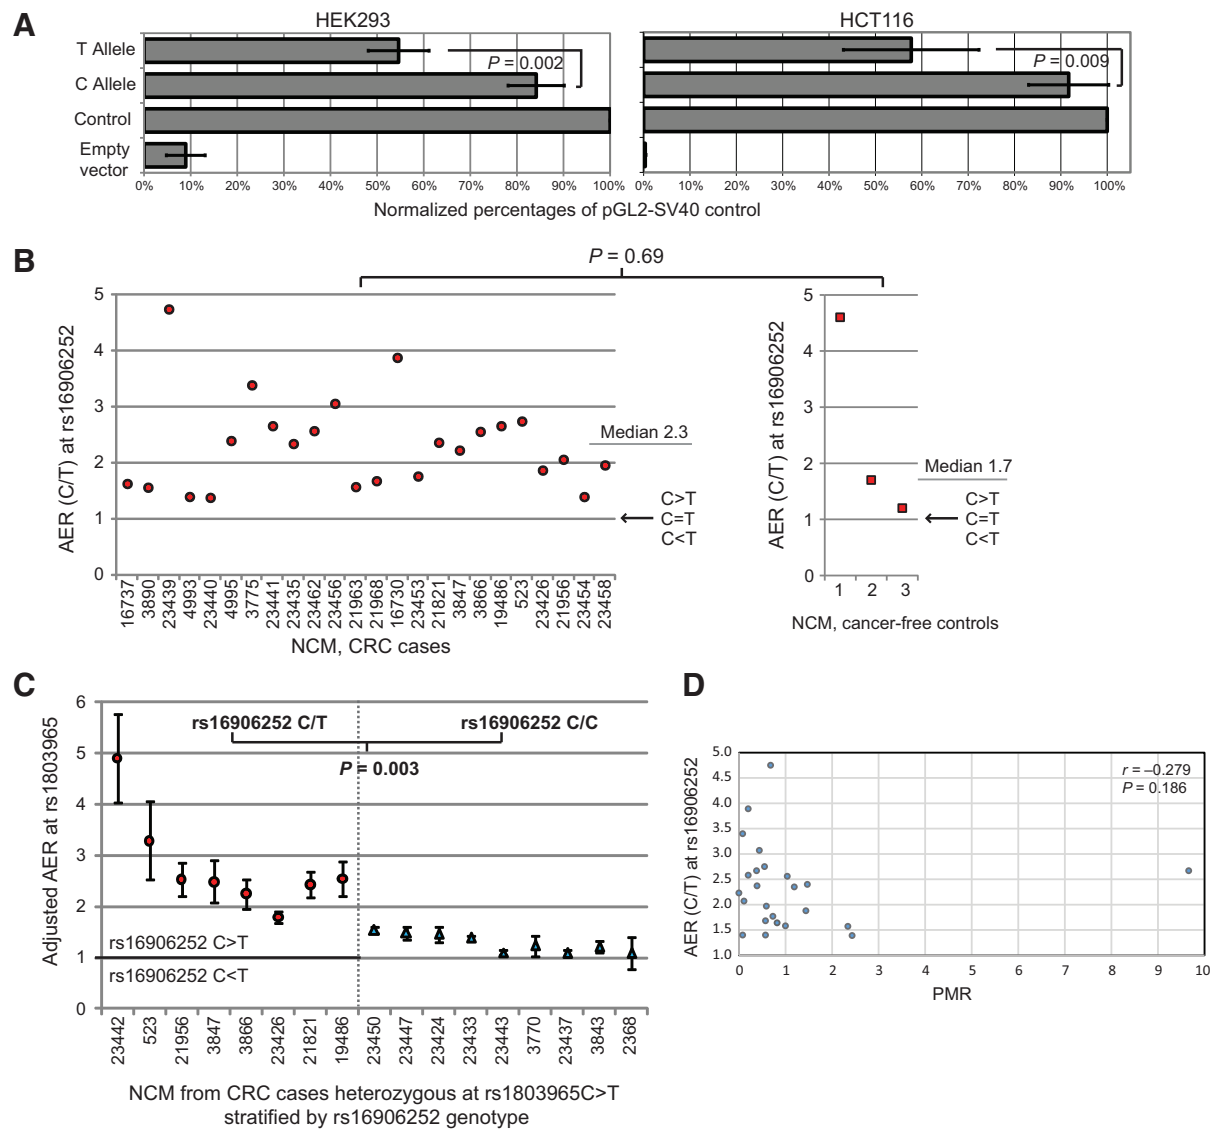 A
HEK293
HCT116
T Allele
C Allele
Control
Empty
vector
P = 0.002
P = 0.009
0% 10% 20% 30% 40% 50% 60% 70% 80% 90% 100%
0% 10% 20% 30% 40% 50% 60% 70% 80% 90% 100%
Normalized percentages of pGL2-SV40 control
B
P = 0.69
AER (C/T) at rs16906252
5
4
3
2
1
0
Median 2.3
C>T
C=T
C<T
16737 3890 23439 4993 23440 4995 3775 23441 23435 23462 23456 21963 21968 16730 23453 21821 3847 3866 19486 523 23426 21956 23454 23458
NCM, CRC cases
AER (C/T) at rs16906252
5
4
3
2
1
0
Median 1.7
C>T
C=T
C<T
1 2 3
NCM, cancer-free controls
C
Adjusted AER at rs1803965
6
5
4
3
2
1
0
rs16906252 C/T
rs16906252 C/C
P = 0.003
rs16906252 C>T
rs16906252 C<T
23442 523 21956 3847 3866 23426 21821 19486 23450 23447 23424 23433 23443 3770 23437 3843 2368
NCM from CRC cases heterozygous at rs1803965C>T
stratified by rs16906252 genotype
D
AER (C/T) at rs16906252
5.0
4.5
4.0
3.5
3.0
2.5
2.0
1.5
1.0
r = –0.279
P = 0.186
0 1 2 3 4 5 6 7 8 9 10
PMR